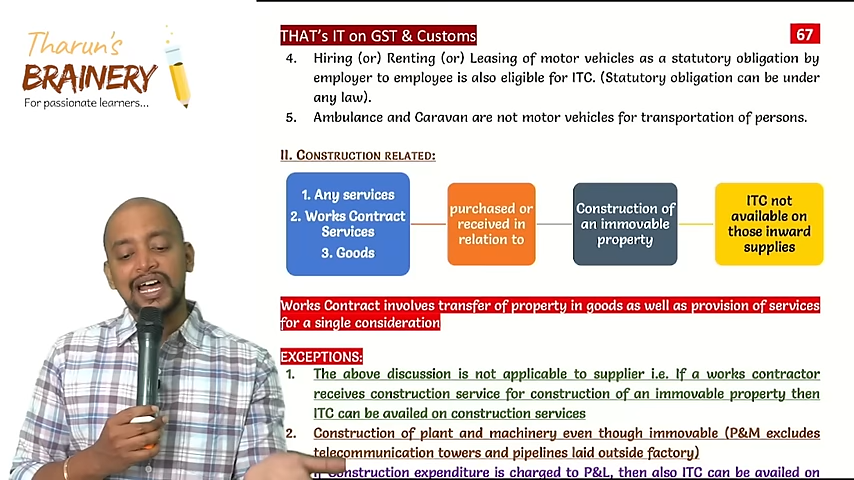 Tharun's
BRAINERY
For passionate learners...
THAT's IT on GST & Customs
67
4. Hiring (or) Renting (or) Leasing of motor vehicles as a statutory obligation by
employer to employee is also eligible for ITC. (Statutory obligation can be under
any law).
5. Ambulance and Caravan are not motor vehicles for transportation of persons.
II. CONSTRUCTION RELATED:
1. Any services
2. Works Contract
Services
3. Goods
purchased or
received in
relation to
Construction of
an immovable
property
ITC not
available on
those inward
supplies
Works Contract involves transfer of property in goods as well as provision of services
for a single consideration
EXCEPTIONS:
1. The above discussion is not applicable to supplier i.e. If a works contractor
receives construction service for construction of an immovable property then
ITC can be availed on construction services
2. Construction of plant and machinery even though immovable (P&M excludes
telecommunication towers and pipelines laid outside factory)
Construction expenditure is charged to P&L, then also ITC can be availed on